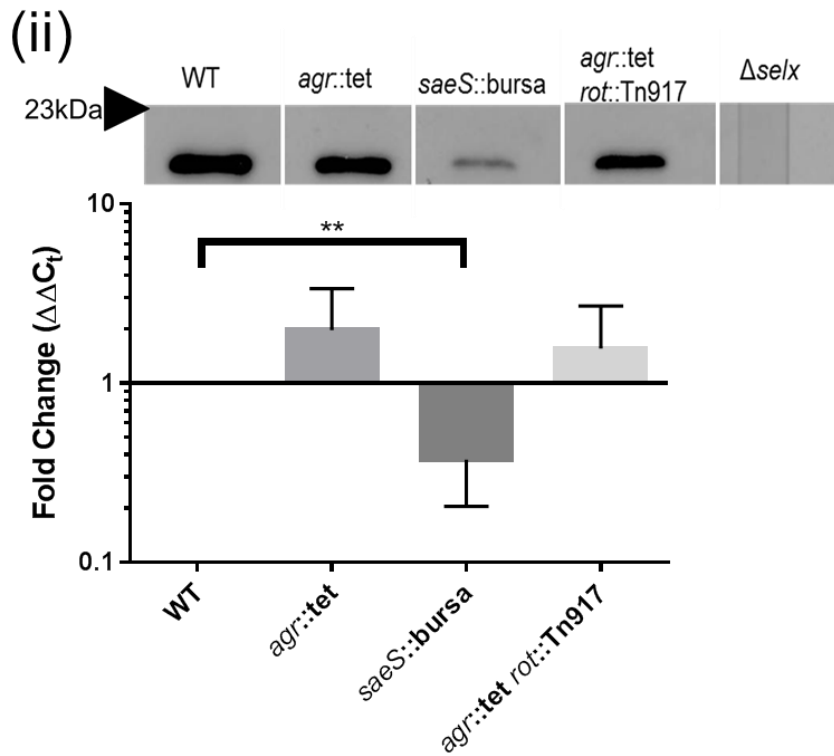 (ii)
WT
agr::tet
saeS::bursa
agr::tet
rot::Tn917
Δselx
23kDa
10
**
1
0.1
Fold Change (ΔΔCt)
WT
agr::tet
saeS::bursa
agr::tet rot::Tn917